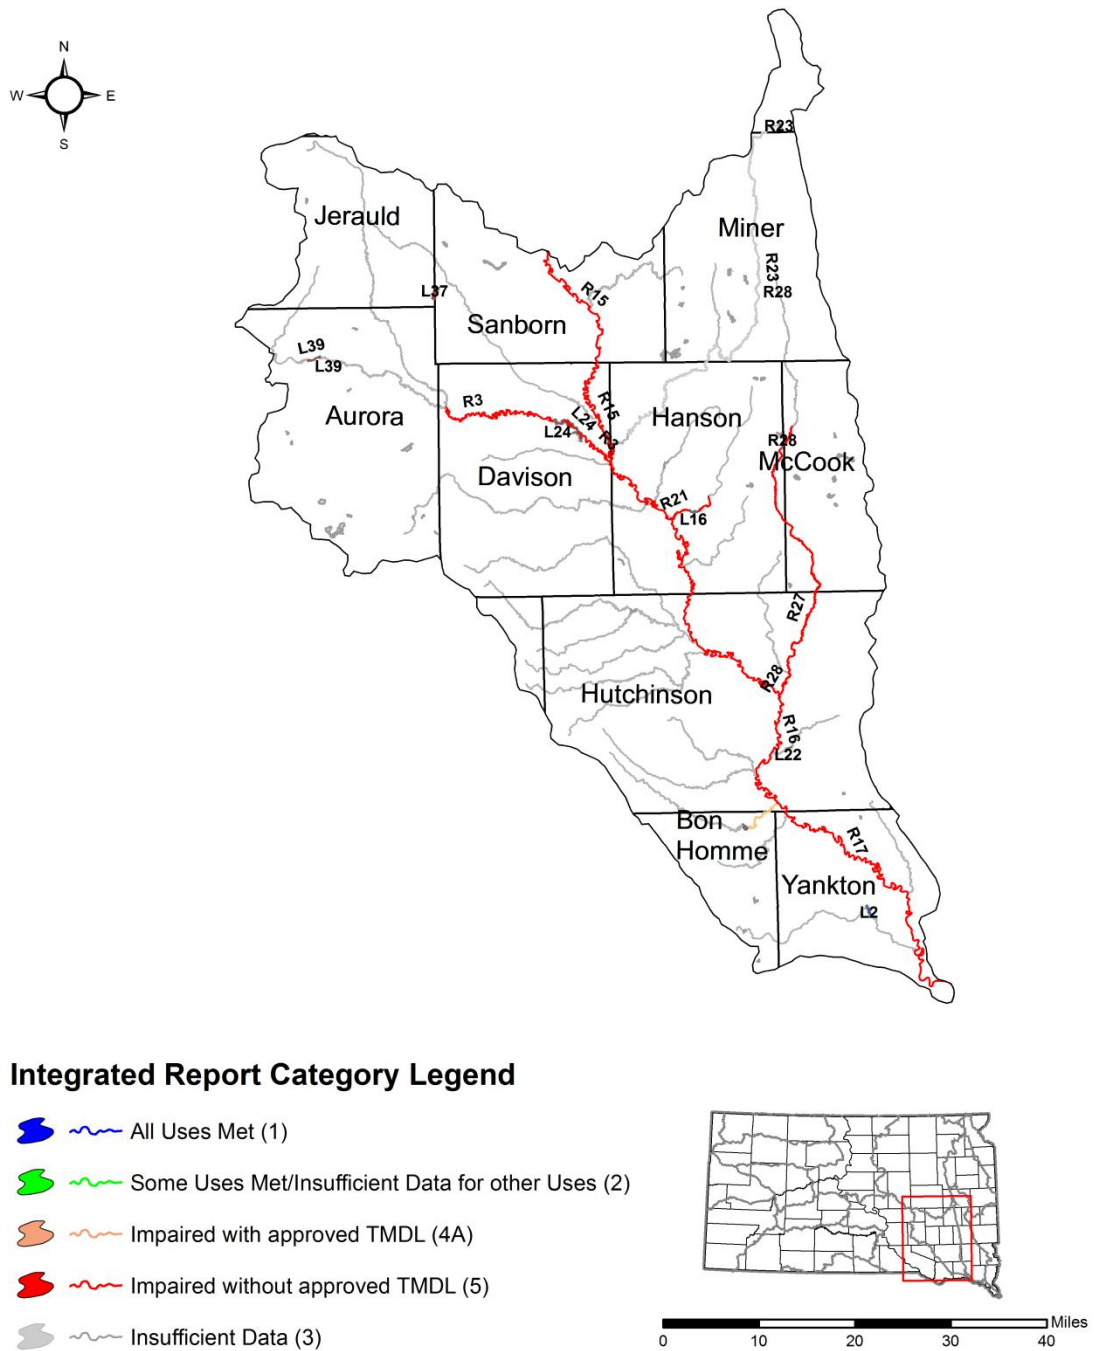 N
W E
S
R23
Jerauld
Miner
R23
R28
L37
R15
Sanborn
L39
L39
R3
Aurora
R15
L24
L24
R3
Hanson
R28
McCook
Davison
R21
L16
R27
R28
Hutchinson
R16
L22
Bon
Homme
R17
Yankton
L2
Integrated Report Category Legend
All Uses Met (1)
Some Uses Met/Insufficient Data for other Uses (2)
Impaired with approved TMDL (4A)
Impaired without approved TMDL (5)
Insufficient Data (3)
Miles
0 10 20 30 40